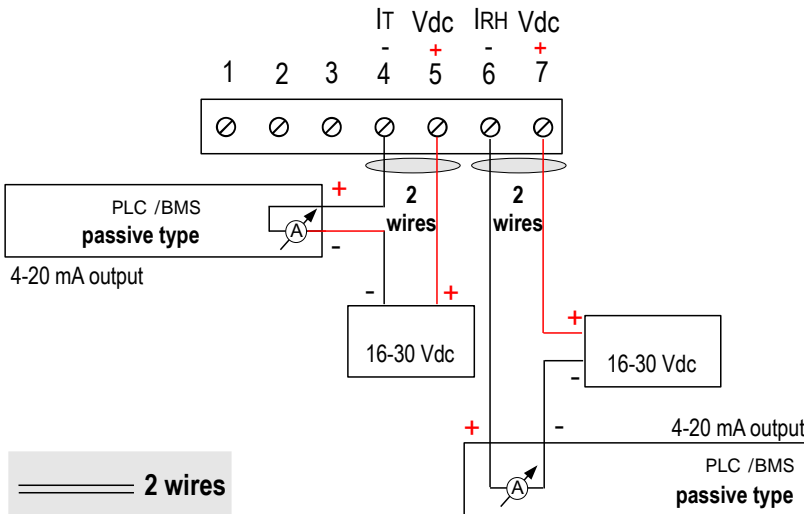 IT Vdc IRH Vdc
- + - +
1 2 3 4 5 6 7
2 wires
2 wires
+
PLC /BMS
passive type
A
-
4-20 mA output
- +
16-30 Vdc
+
16-30 Vdc
-
+ - 4-20 mA output
PLC /BMS
A
passive type
2 wires